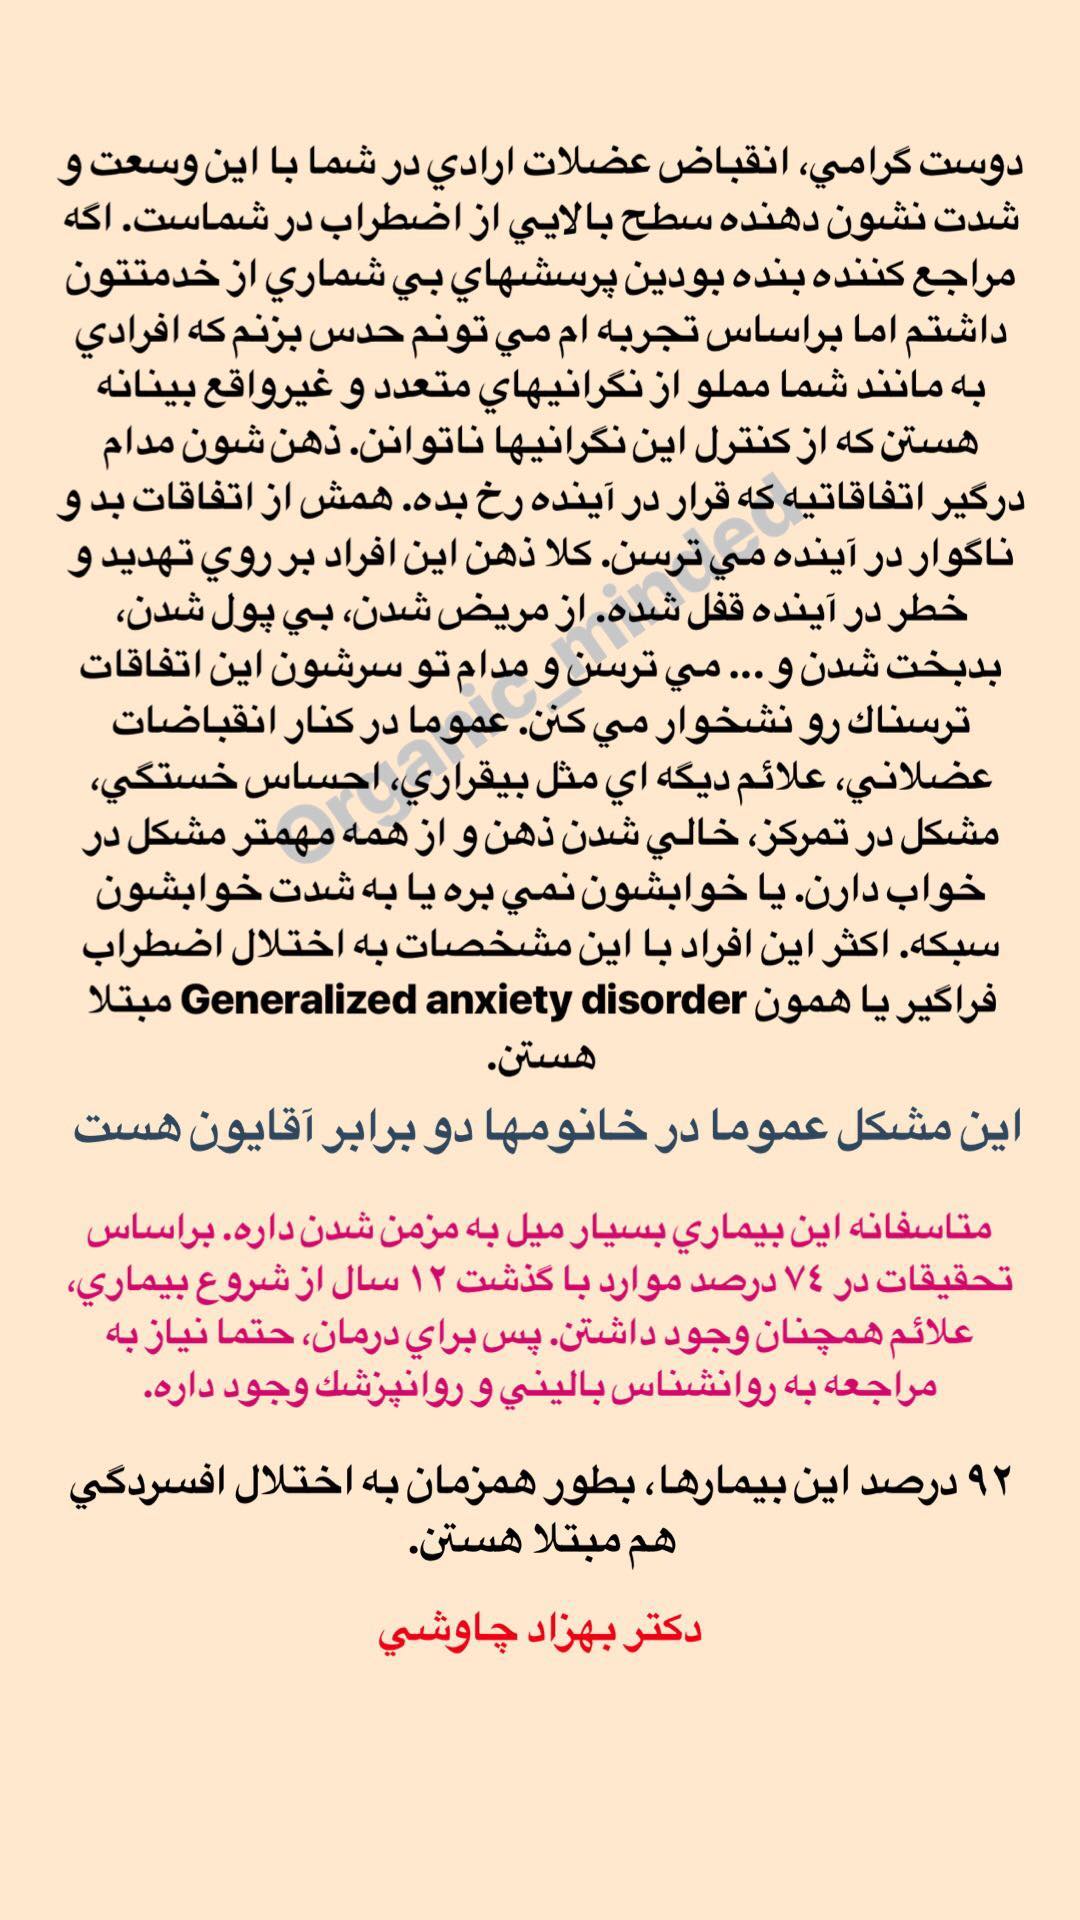 دوست گرامي، انقباض عضلات ارادي در شما با اين وسعت و
شدت نشون دهنده سطح بالايي از اضطراب در شماست. اگه
مراجع كننده بنده بودين پرسشهاي بي شماري از خدمتتون
داشتم اما براساس تجربه ام مي تونم حدس بزنم كه افرادي
به مانند شما مملو از نگرانيهاي متعدد و غيرواقع بينانه
هستن كه از كنترل اين نگرانيها ناتوانن. ذهن شون مدام
درگير اتفاقاتيه كه قرار در آينده رخ بده. همش از اتفاقات بد و
ناگوار در آينده مي ترسن. كلا ذهن اين افراد بر روي تهديد و
خطر در آينده قفل شده. از مريض شدن، بي پول شدن،
بدبخت شدن و ... مي ترسن و مدام تو سرشون اين اتفاقات
ترسناك رو نشخوار مي كنن. عموما در كنار انقباضات
عضلاني، علائم ديگه اي مثل بيقراري، احساس خستگي،
مشكل در تمركز، خالي شدن ذهن و از همه مهمتر مشكل در
خواب دارن. يا خوابشون نمي بره يا به شدت خوابشون
سبكه. اكثر اين افراد با اين مشخصات به اختلال اضطراب
فراگير يا همون Generalized anxiety disorder مبتلا
هستن.
اين مشكل عموما در خانومها دو برابر آقايون هست
متاسفانه اين بيماري بسيار ميل به مزمن شدن داره. براساس
تحقيقات در ٧٤ درصد موارد با گذشت ١٢ سال از شروع بيماري،
علائم همچنان وجود داشتن. پس براي درمان، حتما نياز به
مراجعه به روانشناس باليني و روانپزشك وجود داره.
٩٢ درصد اين بيمارها، بطور همزمان به اختلال افسردگي
هم مبتلا هستن.
دكتر بهزاد چاوشي
Organic_minded